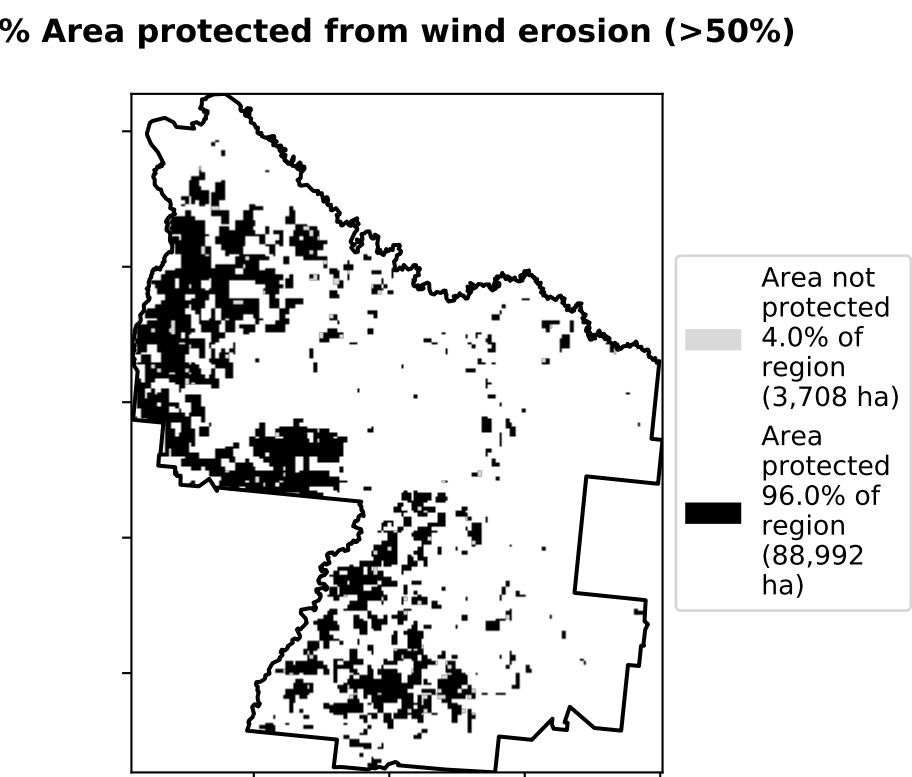 % Area protected from wind erosion (>50%)
Area not
protected
4.0% of
region
(3,708 ha)
Area
protected
96.0% of
region
(88,992
ha)